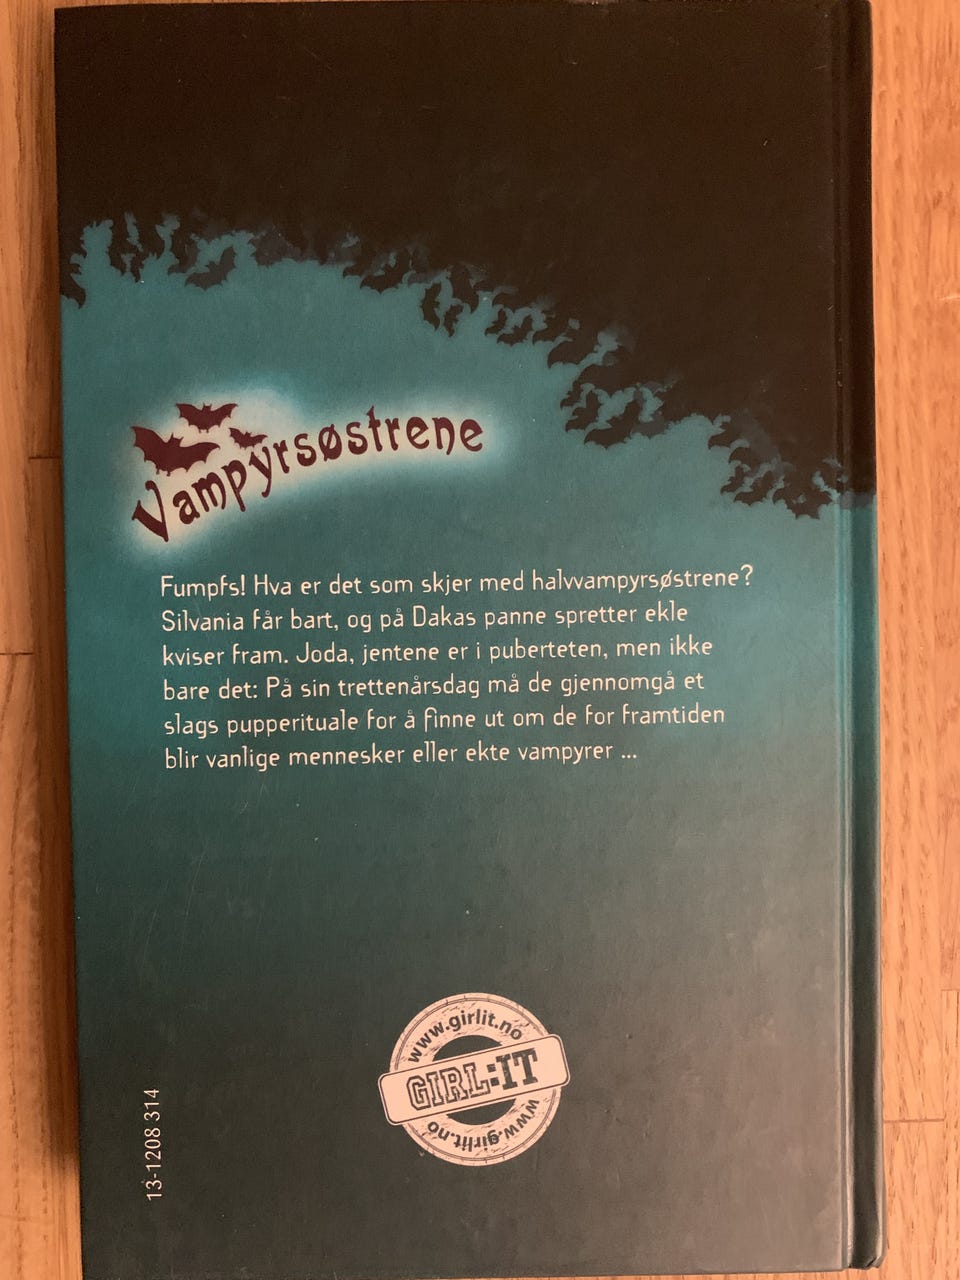 Vampyrsøstrene
Fumpfs! Hva er det som skjer med halvvampyrsøstrene?
Silvania får bart, og på Dakas panne spretter ekle
kviser fram. Joda, jentene er i puberteten, men ikke
bare det: På sin trettenårsdag må de gjennomgå et
slags pupperituale for å finne ut om de for framtiden
blir vanlige mennesker eller ekte vampyrer ...
www.girlit.no
GIRL:IT
www.girlit.no
13-1208 314